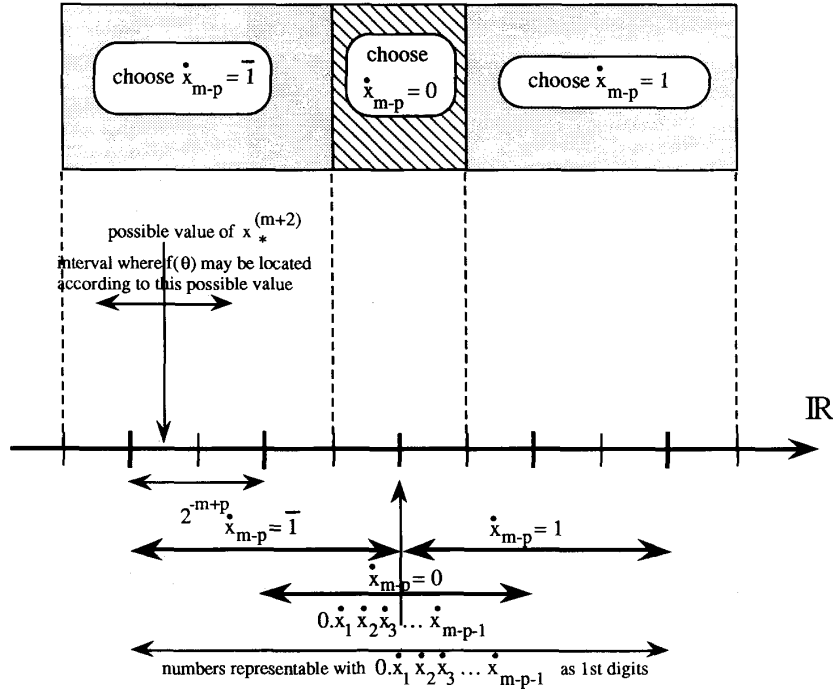 choose ẋ_{m-p} = 1̅
choose
ẋ_{m-p} = 0
choose ẋ_{m-p} = 1
possible value of x_*^{(m+2)}
interval where f(θ) may be located
according to this possible value
ℝ
2^{-m+p}
ẋ_{m-p} = 1̅
ẋ_{m-p} = 1
ẋ_{m-p} = 0
0.ẋ_1 ẋ_2 ẋ_3 ... ẋ_{m-p-1}
numbers representable with 0.ẋ_1 ẋ_2 ẋ_3 ... ẋ_{m-p-1} as 1st digits